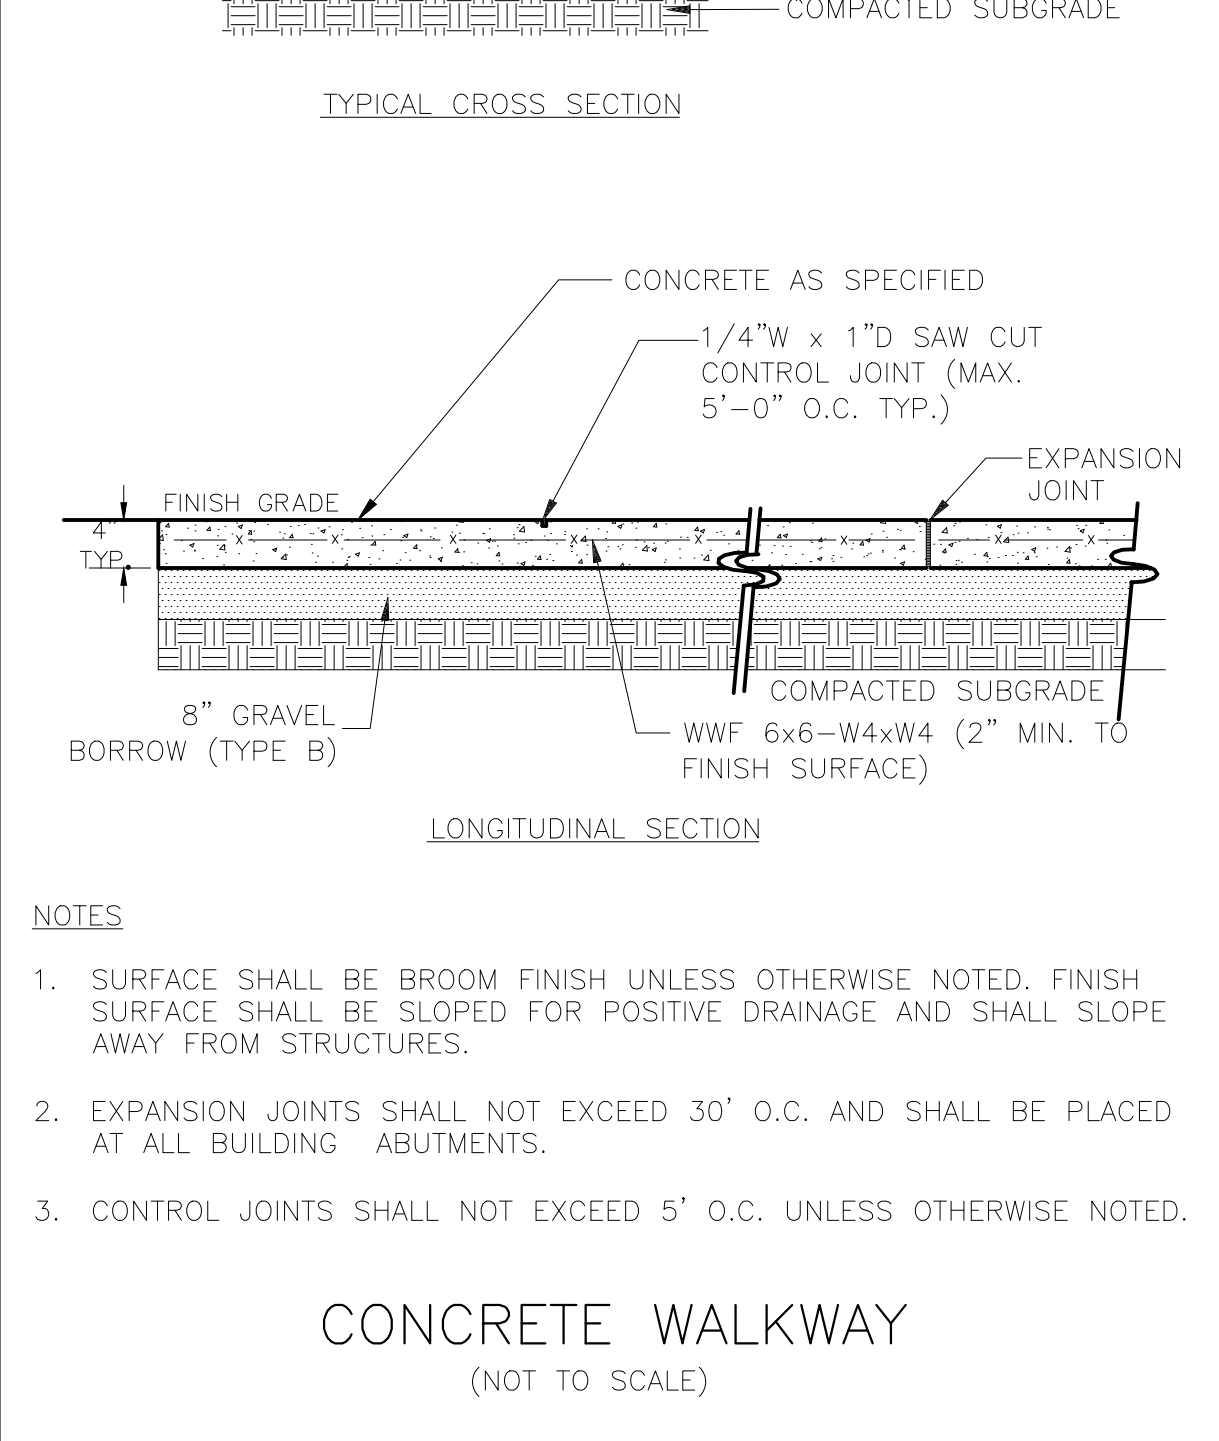 COMPACTED SUBGRADE
TYPICAL CROSS SECTION
CONCRETE AS SPECIFIED
1/4"W x 1"D SAW CUT
CONTROL JOINT (MAX.
5'-0" O.C. TYP.)
EXPANSION
JOINT
FINISH GRADE
4"
TYP.
X X X X X X X X
COMPACTED SUBGRADE
8" GRAVEL
BORROW (TYPE B)
WWF 6x6-W4xW4 (2" MIN. TO
FINISH SURFACE)
LONGITUDINAL SECTION
NOTES
1. SURFACE SHALL BE BROOM FINISH UNLESS OTHERWISE NOTED. FINISH
SURFACE SHALL BE SLOPED FOR POSITIVE DRAINAGE AND SHALL SLOPE
AWAY FROM STRUCTURES.
2. EXPANSION JOINTS SHALL NOT EXCEED 30' O.C. AND SHALL BE PLACED
AT ALL BUILDING ABUTMENTS.
3. CONTROL JOINTS SHALL NOT EXCEED 5' O.C. UNLESS OTHERWISE NOTED.
CONCRETE WALKWAY
(NOT TO SCALE)